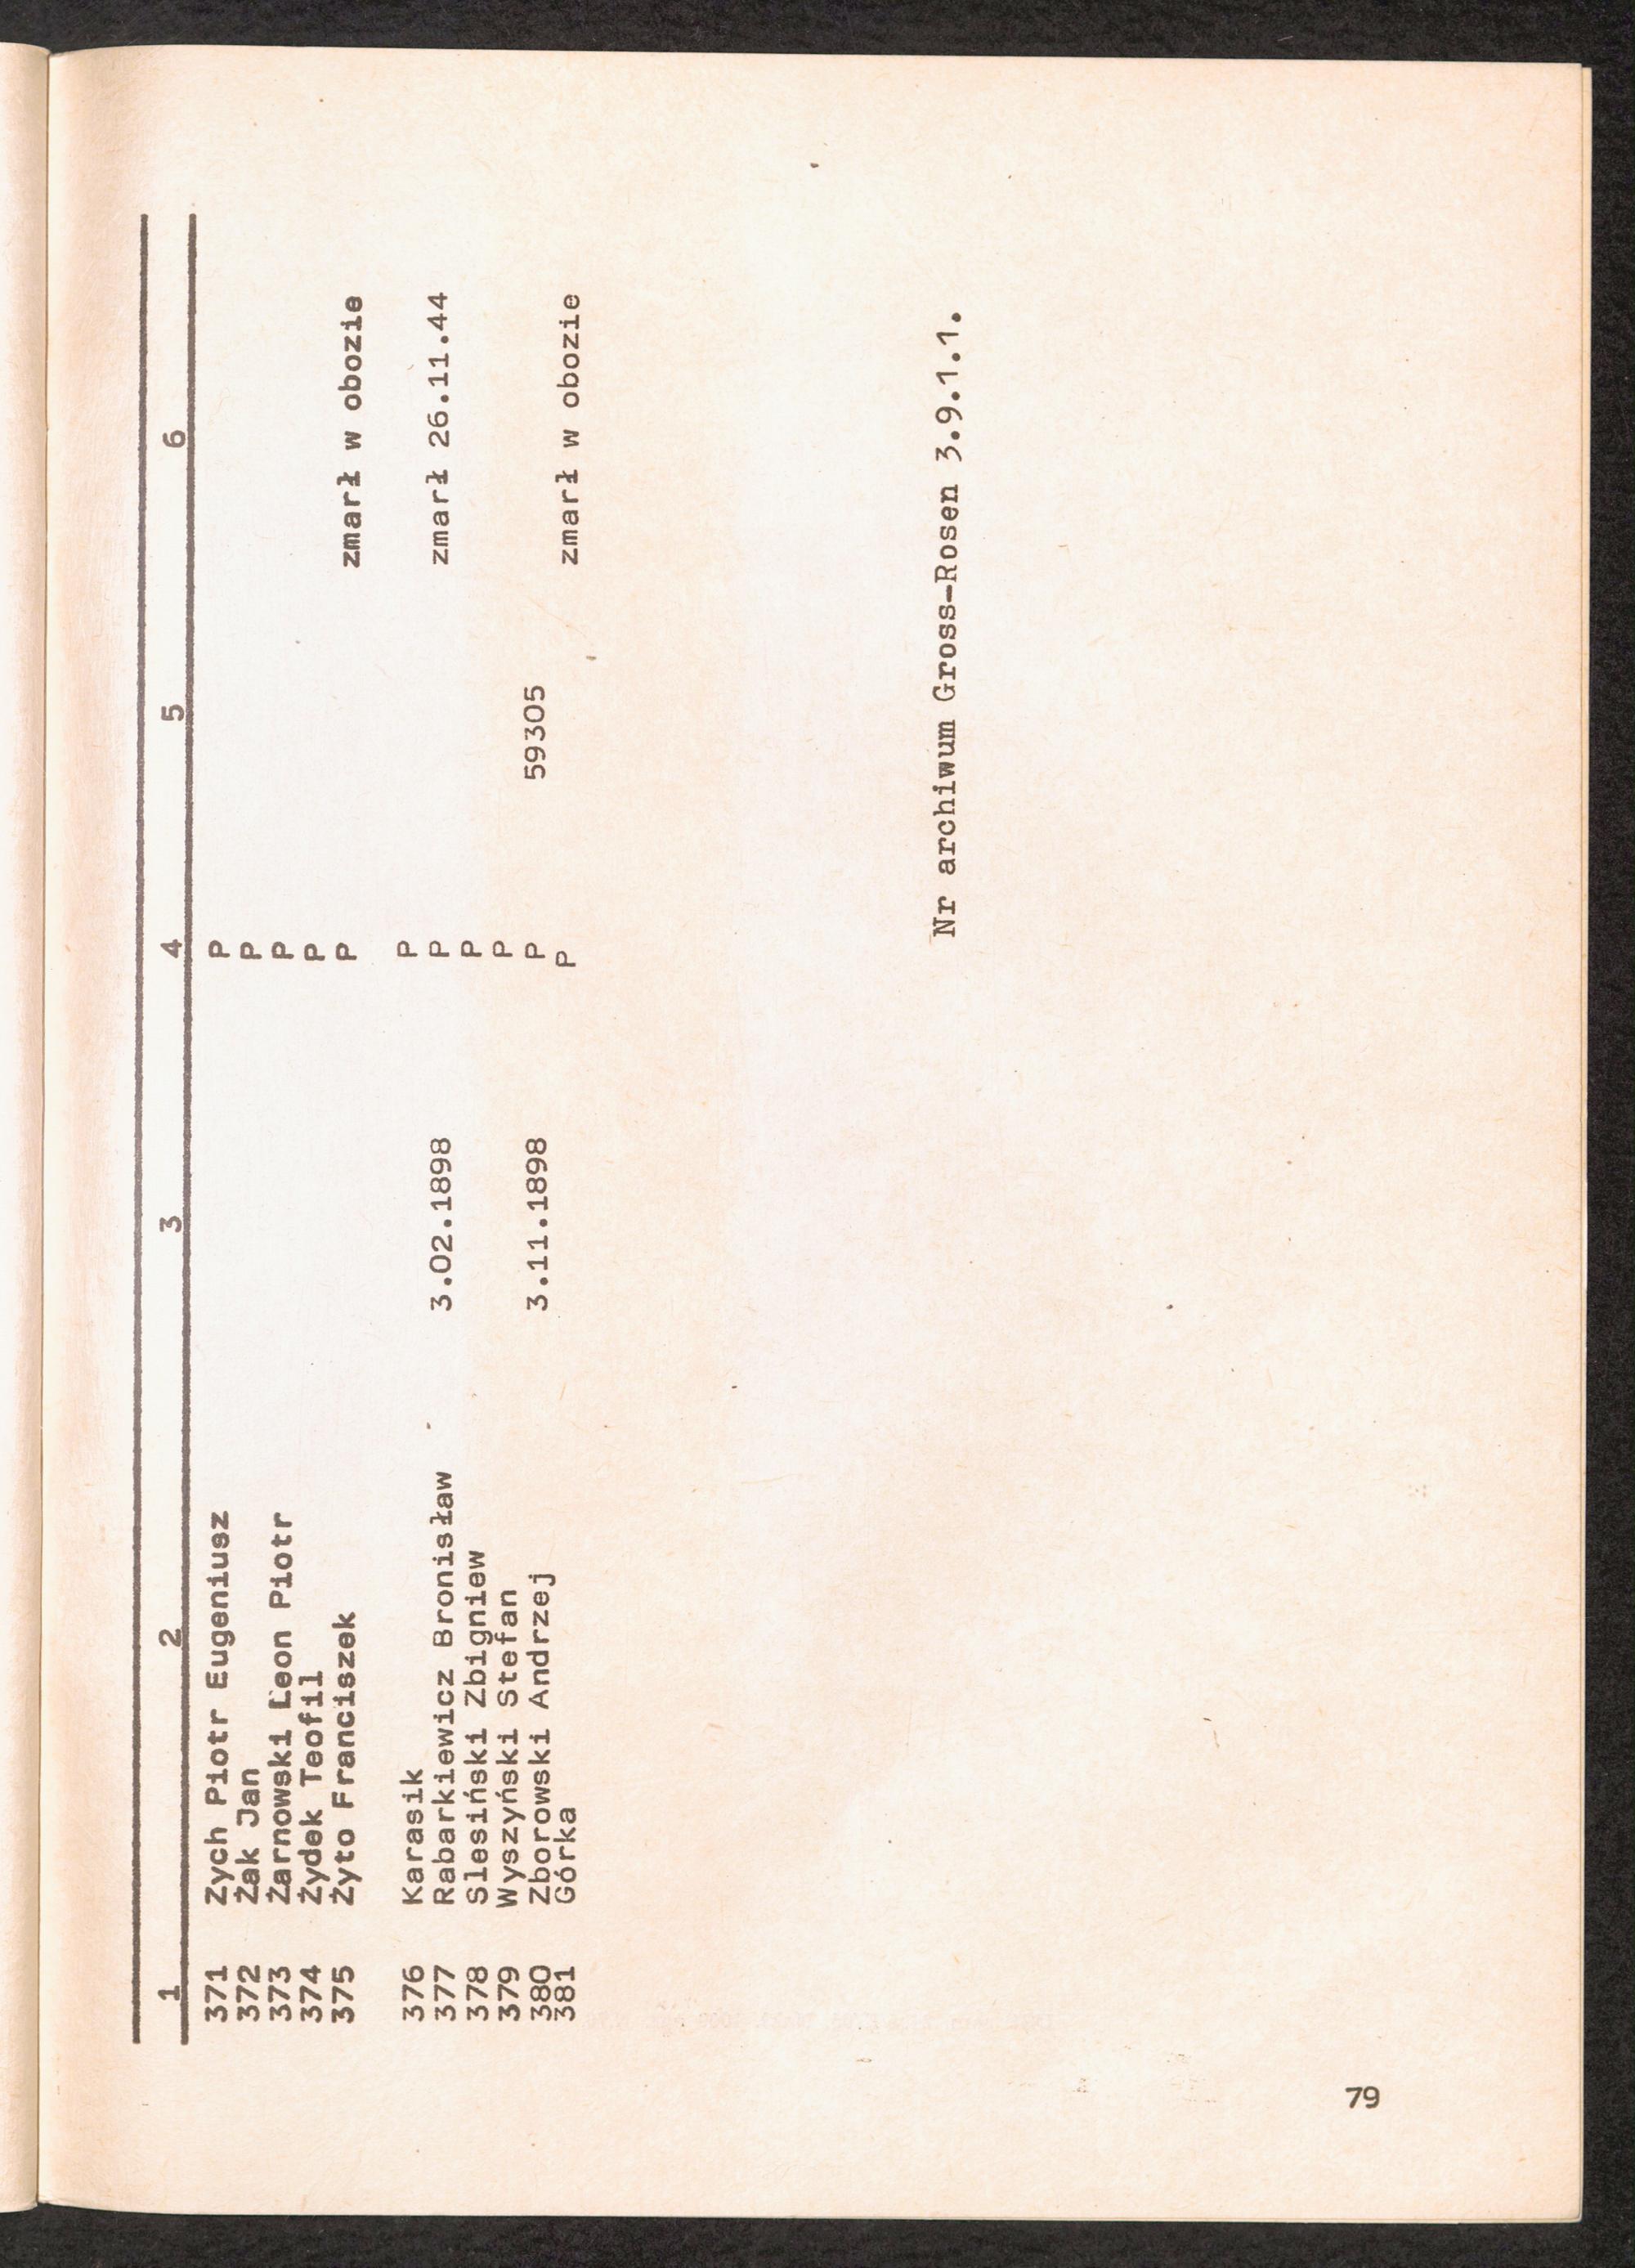 1 2 3 4 5 6
371 Zych Piotr Eugeniusz P
372 Żak Jan P
373 Żarnowski Leon Piotr P
374 Żydek Teofil P
375 Żyto Franciszek P zmarł w obozie
376 Karasik P
377 Rabarkiewicz Bronisław 3.02.1898 P zmarł 26.11.44
378 Slesiński Zbigniew P
379 Wyszyński Stefan P
380 Zborowski Andrzej 3.11.1898 P 59305
381 Górka P zmarł w obozie
Nr archiwum Gross-Rosen 3.9.1.1.
79